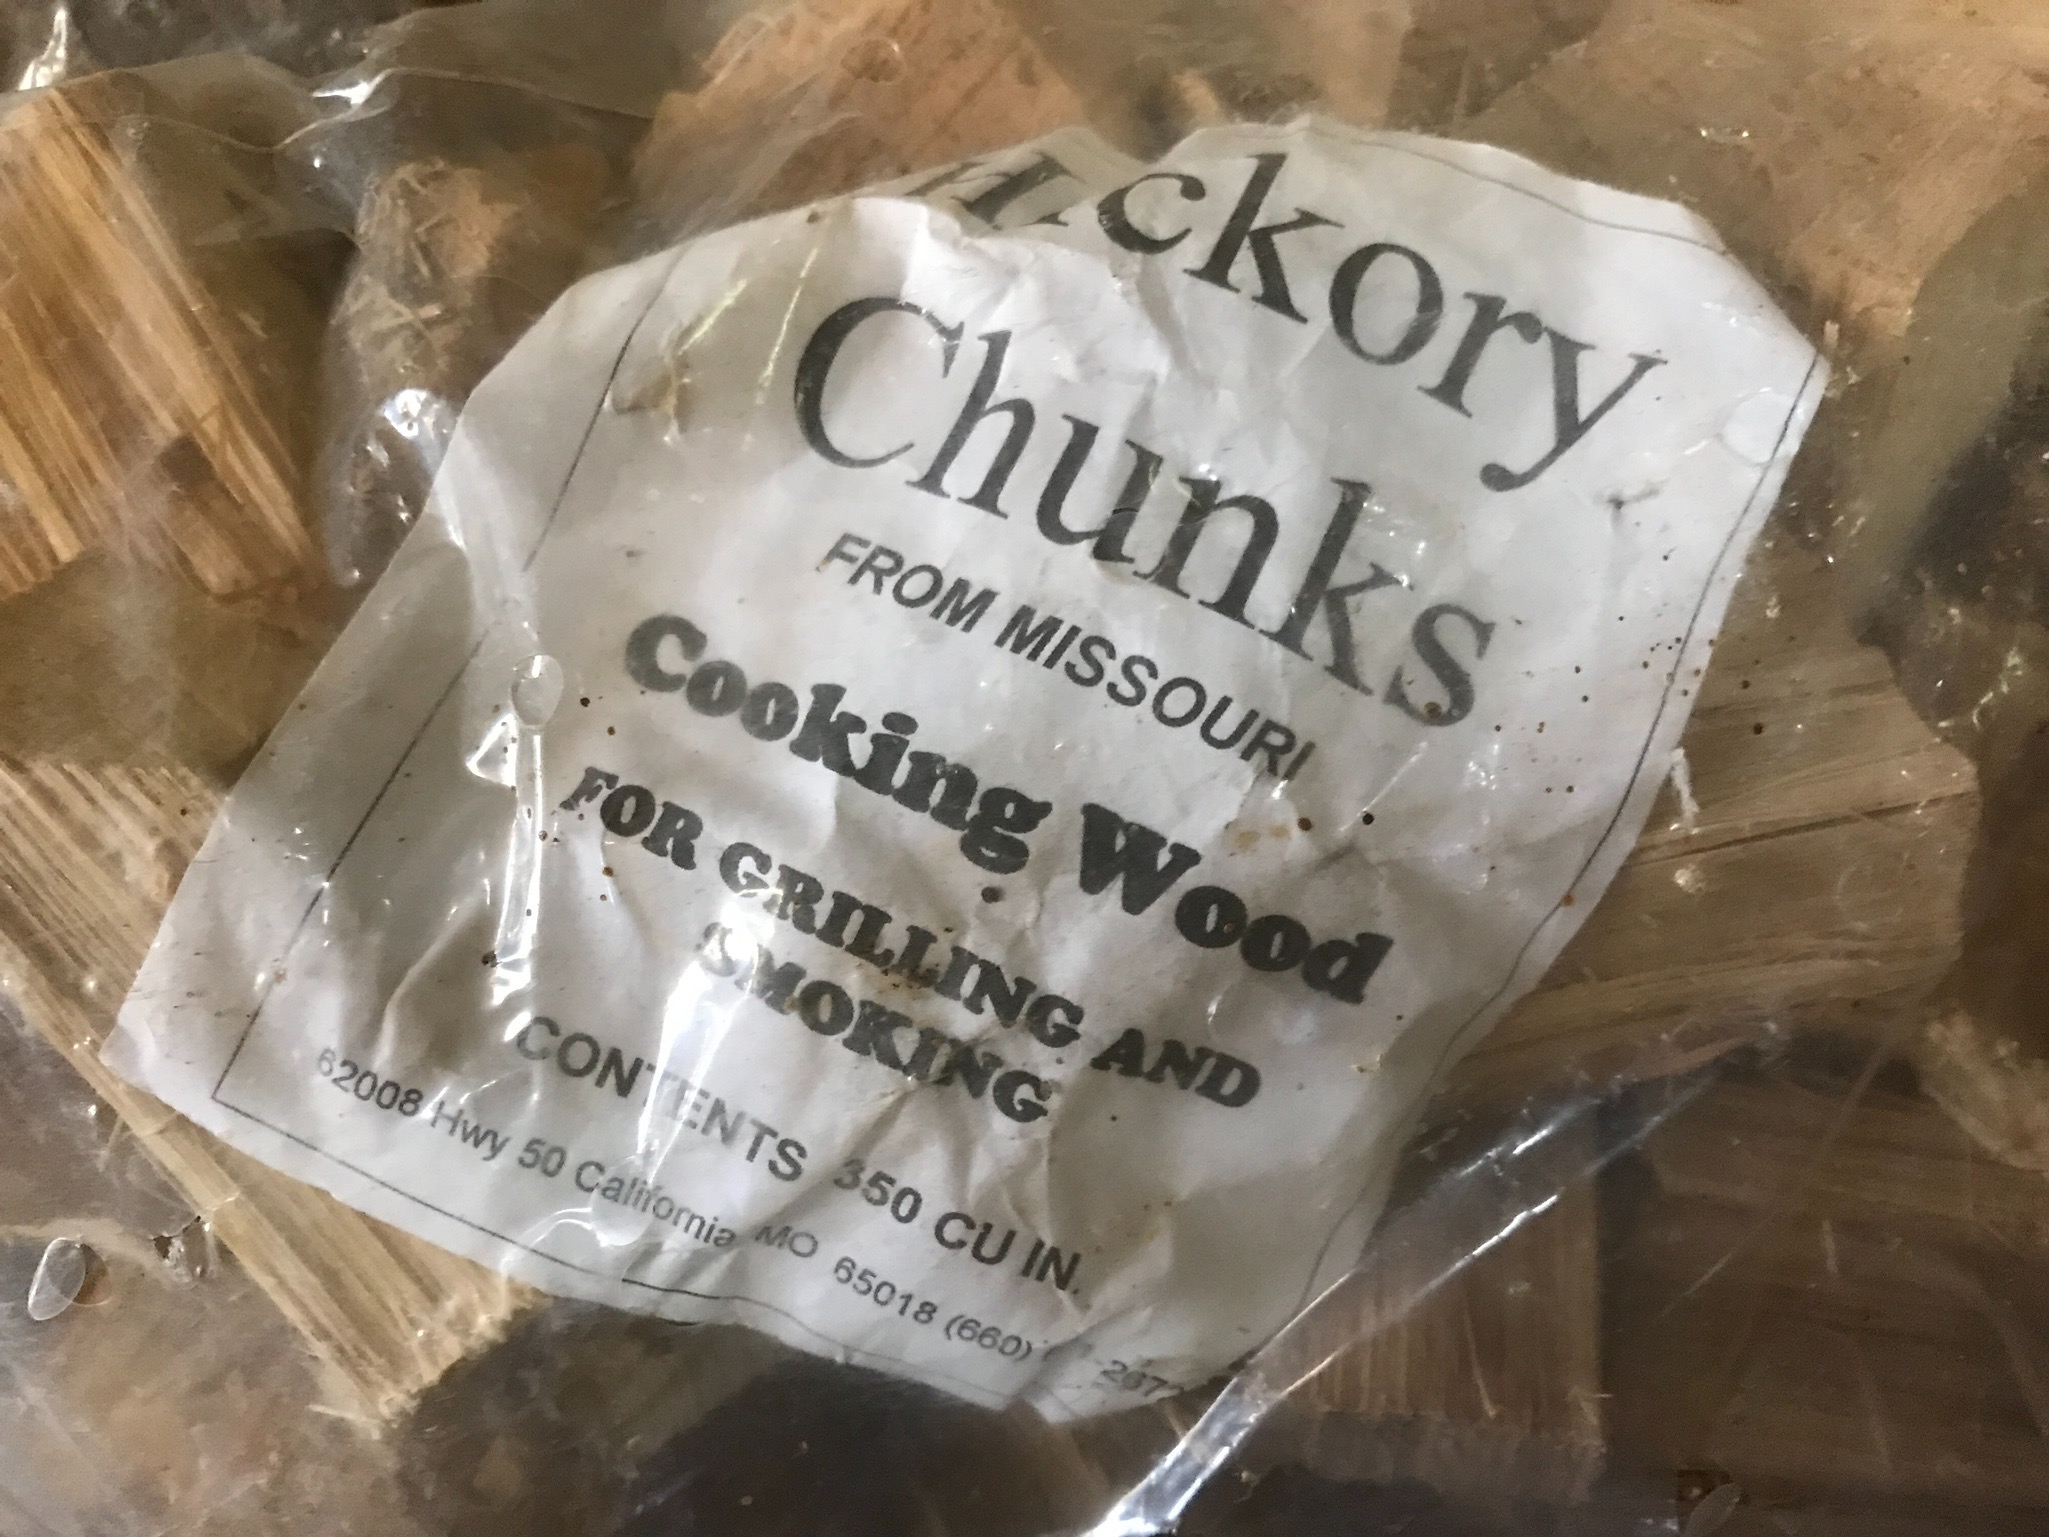 Hickory
Chunks
FROM MISSOURI
Cooking Wood
FOR GRILLING AND
SMOKING
CONTENTS 350 CU IN.
62008 Hwy 50 California MO 65018 (660)